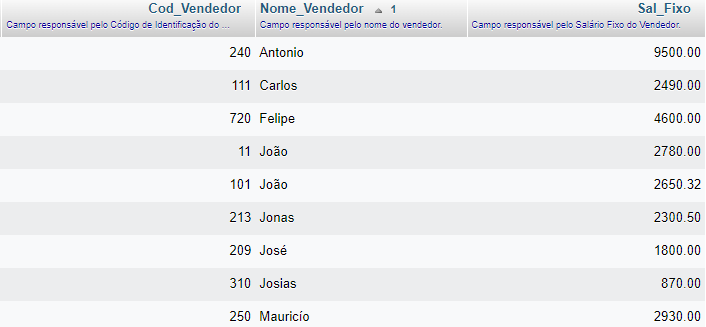 Cod_Vendedor Nome_Vendedor 1 Sal_Fixo
Campo responsável pelo Código de Identificação do ... Campo responsável pelo nome do vendedor. Campo responsável pelo Salário Fixo do Vendedor.
240 Antonio 9500.00
111 Carlos 2490.00
720 Felipe 4600.00
11 João 2780.00
101 João 2650.32
213 Jonas 2300.50
209 José 1800.00
310 Josias 870.00
250 Mauricío 2930.00